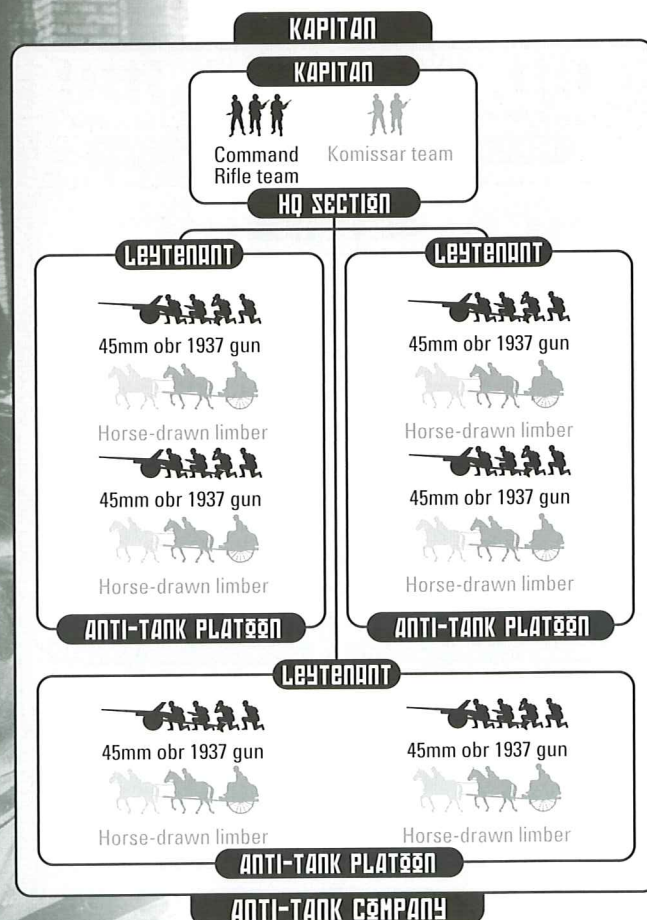 KAPITAN
KAPITAN
Command
Rifle team
Komissar team
HQ SECTION
LEYTENANT
45mm obr 1937 gun
Horse-drawn limber
45mm obr 1937 gun
Horse-drawn limber
ANTI-TANK PLATOON
LEYTENANT
45mm obr 1937 gun
Horse-drawn limber
45mm obr 1937 gun
Horse-drawn limber
ANTI-TANK PLATOON
LEYTENANT
45mm obr 1937 gun
Horse-drawn limber
45mm obr 1937 gun
Horse-drawn limber
ANTI-TANK PLATOON
ANTI-TANK COMPANY